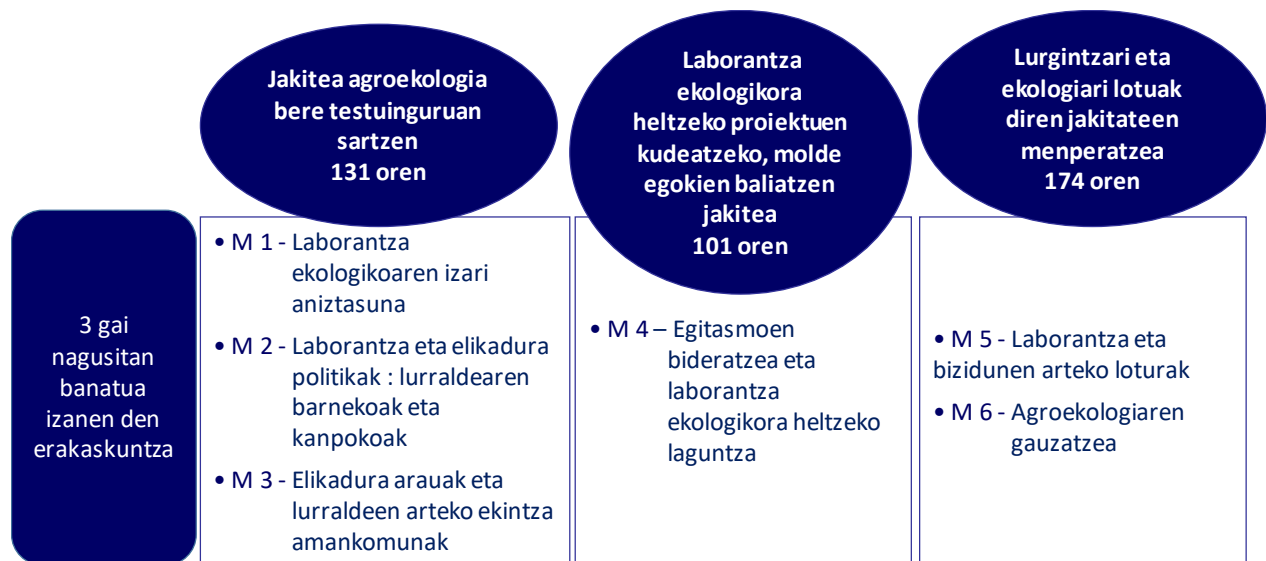 3 gai
nagusitan
banatua
izanen den
erakaskuntza
Jakitea agroekologia
bere testuinguruan
sartzen
131 oren
• M 1 - Laborantza
ekologikoaren izari
aniztasuna
• M 2 - Laborantza eta elikadura
politikak : lurraldearen
barnekoak eta
kanpokoak
• M 3 - Elikadura arauak eta
lurraldeen arteko ekintza
amankomunak
Laborantza
ekologikora
heltzeko proiektuen
kudeatzeko, molde
egokien baliatzen
jakitea
101 oren
• M 4 – Egitasmoen
bideratzea eta
laborantza
ekologikora heltzeko
laguntza
Lurgintzari eta
ekologiari lotuak
diren jakitateen
menperatzea
174 oren
• M 5 - Laborantza eta
bizidunen arteko loturak
• M 6 - Agroekologiaren
gauzatzea